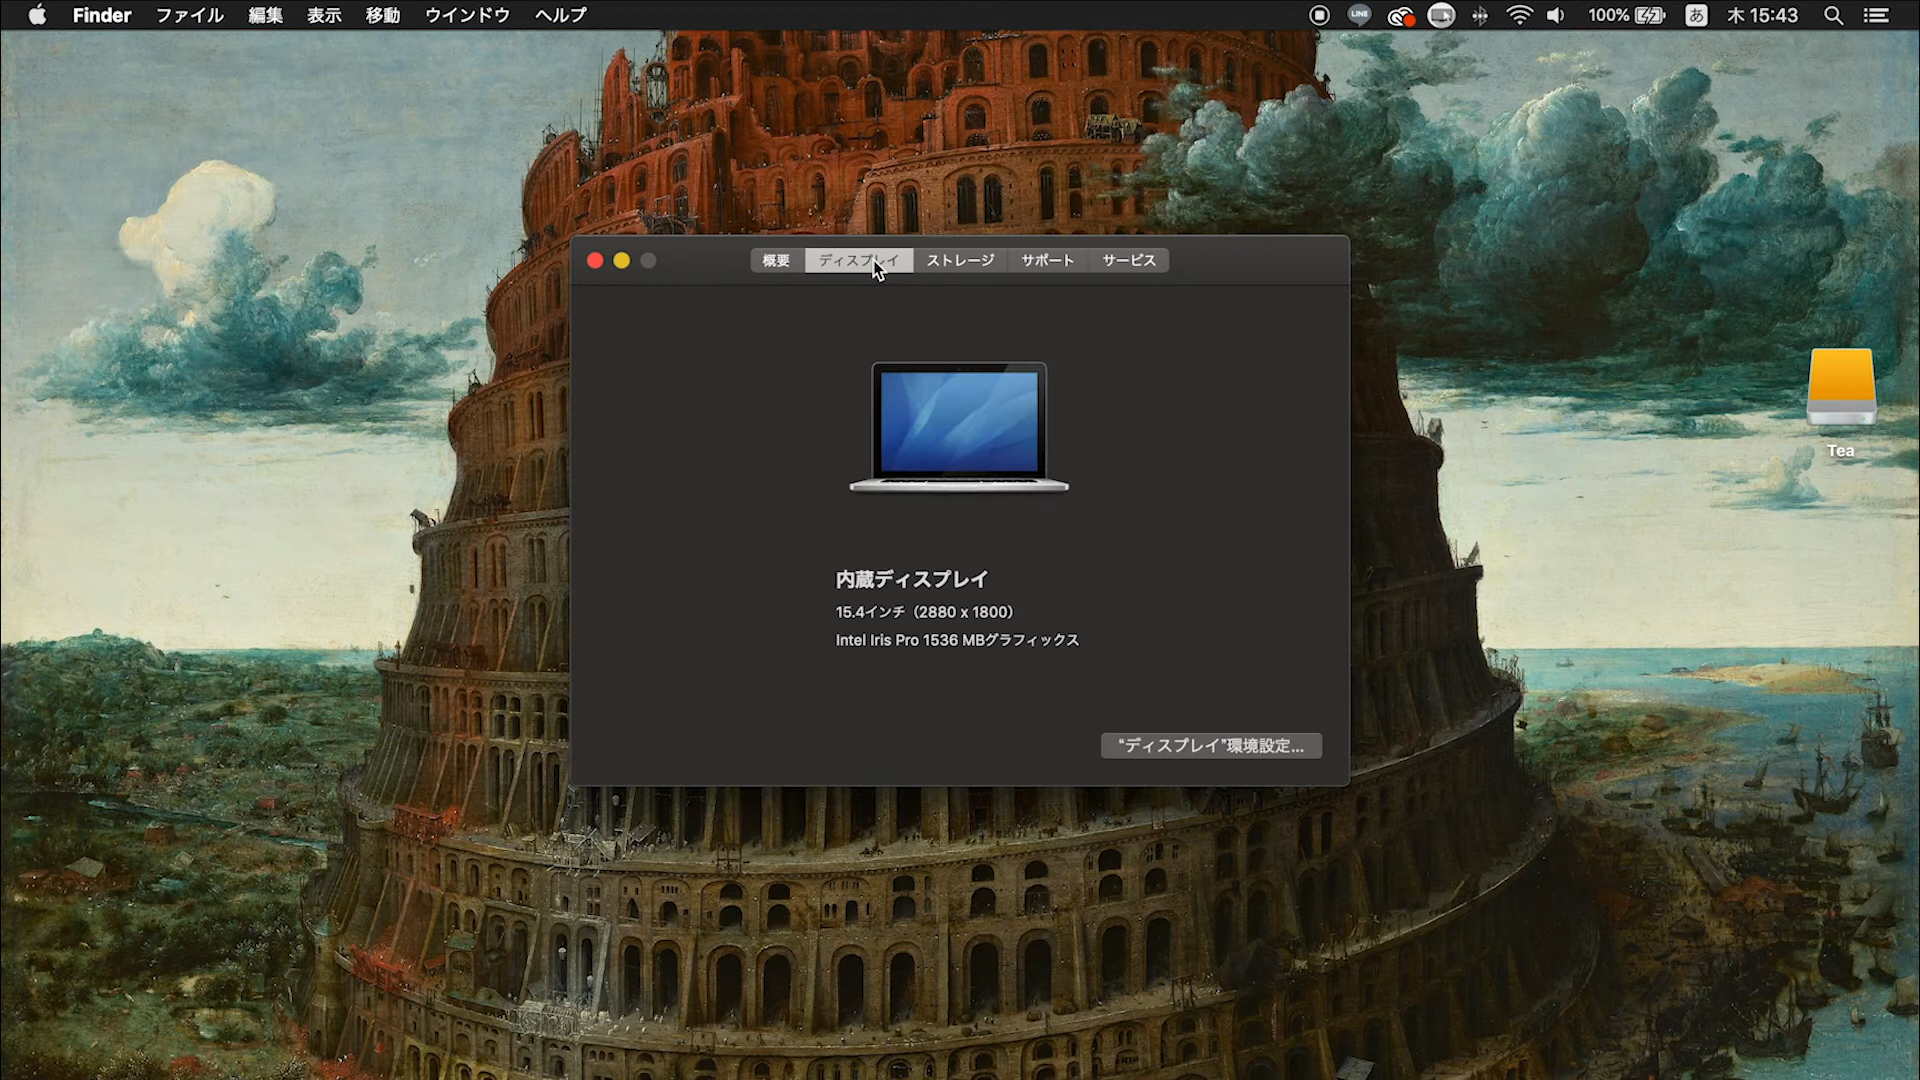 Finder ファイル 編集 表示 移動 ウインドウ ヘルプ LINE 100% あ 木 15:43
概要 ディスプレイ ストレージ サポート サービス
Tea
内蔵ディスプレイ
15.4インチ（2880 x 1800）
Intel Iris Pro 1536 MBグラフィックス
“ディスプレイ”環境設定...